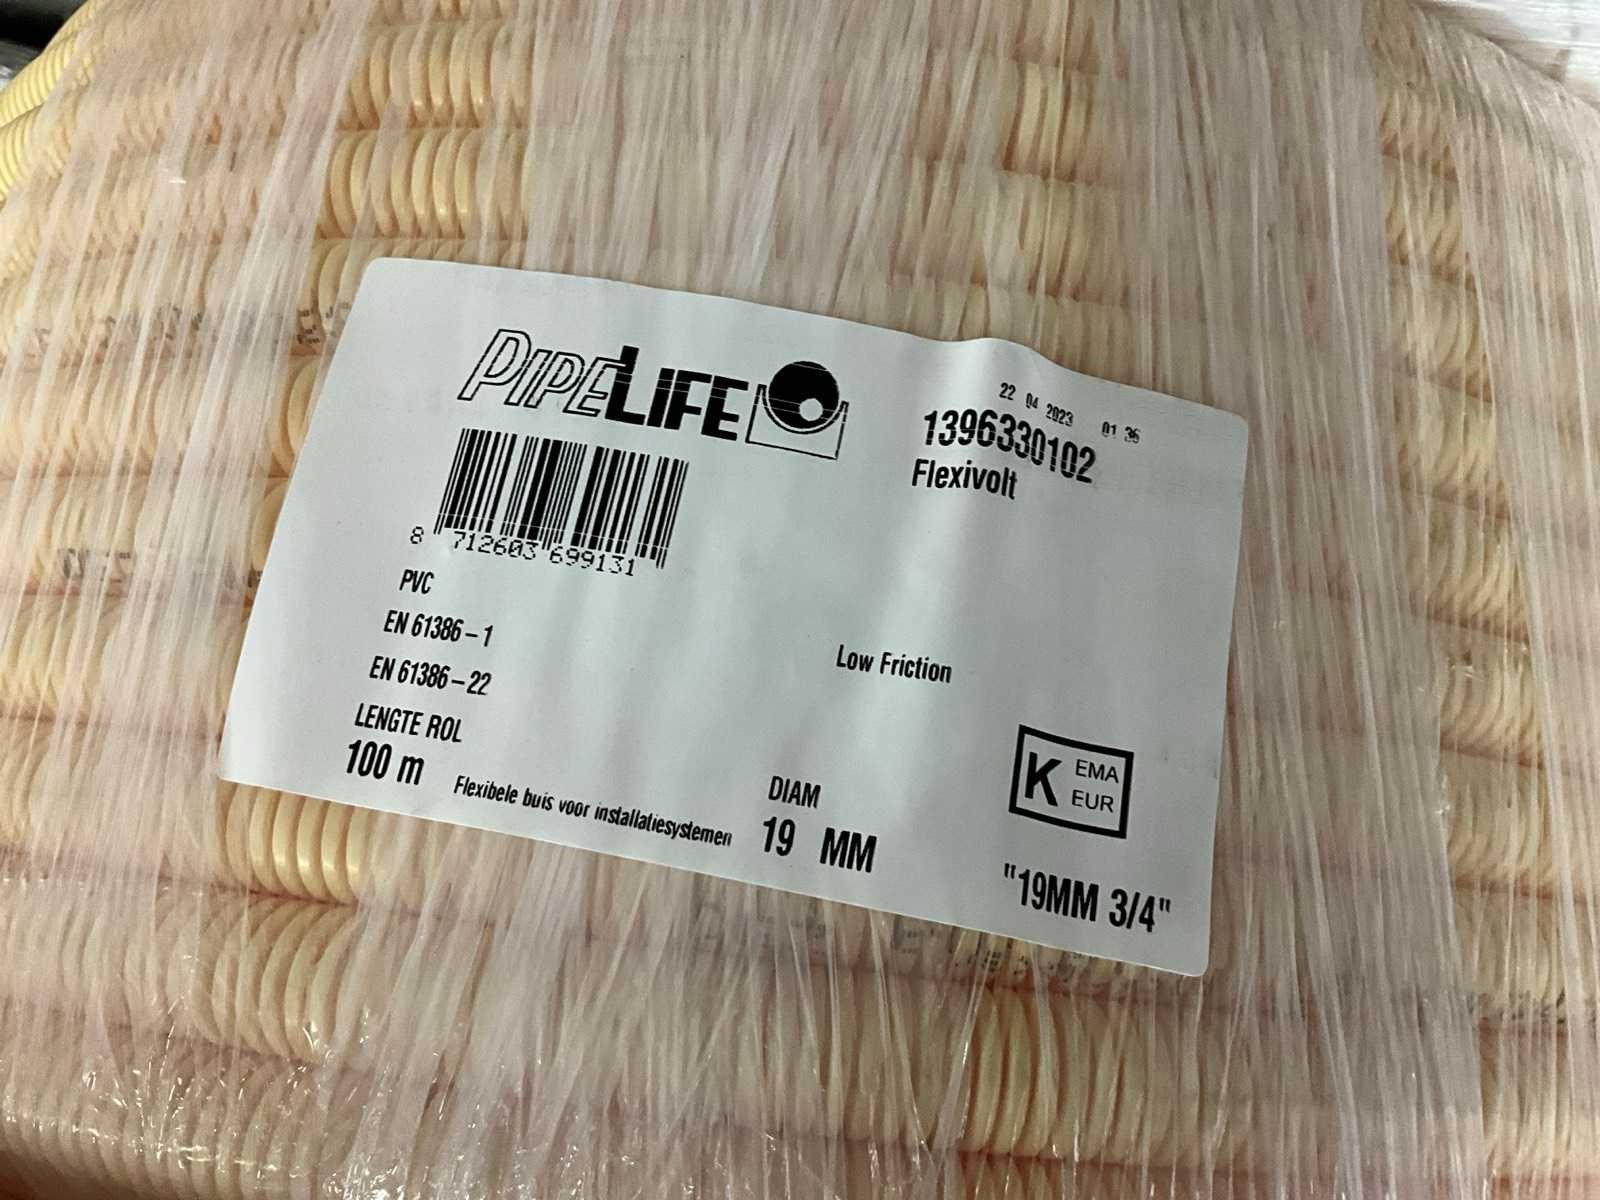 PIPELIFE
22 04 2023 01 36
1396330102
Flexivolt
8 712603 699131
PVC
EN 61386 – 1
EN 61386 – 22
LENGTE ROL
100 m
Low Friction
Flexibele buis voor installatiesystemen
DIAM
19 MM
K EMA
EUR
"19MM 3/4"